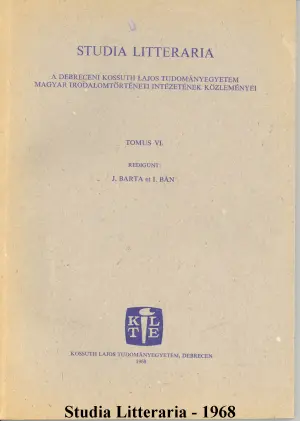 STUDIA LITTERARIA
A DEBRECENI KOSSUTH LAJOS TUDOMÁNYEGYETEM
MAGYAR IRODALOMTÖRTÉNETI INTÉZETÉNEK KÖZLEMÉNYEI
TOMUS VI.
REDIGUNT:
J. BARTA et I. BÁN
K L
T E
KOSSUTH LAJOS TUDOMÁNYEGYETEM, DEBRECEN
1968
Studia Litteraria - 1968